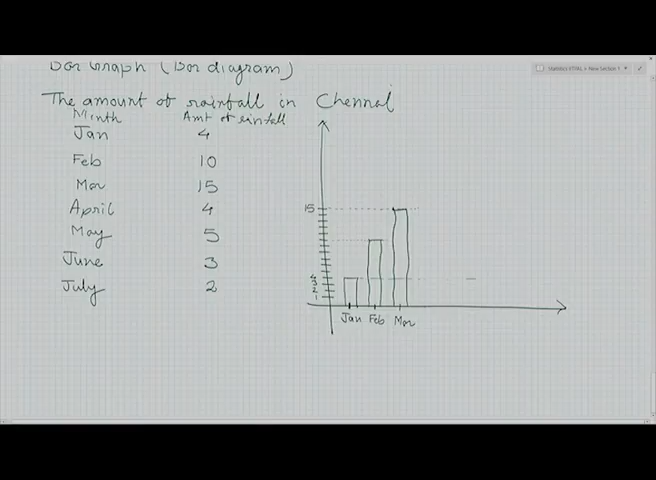 Bar Graph (Bar diagram)
The amount of rainfall in Chennai
Month Amt of rainfall
Jan 4
Feb 10
Mar 15
April 4
May 5
June 3
July 2
15
4
3
2
1
Jan Feb Mar